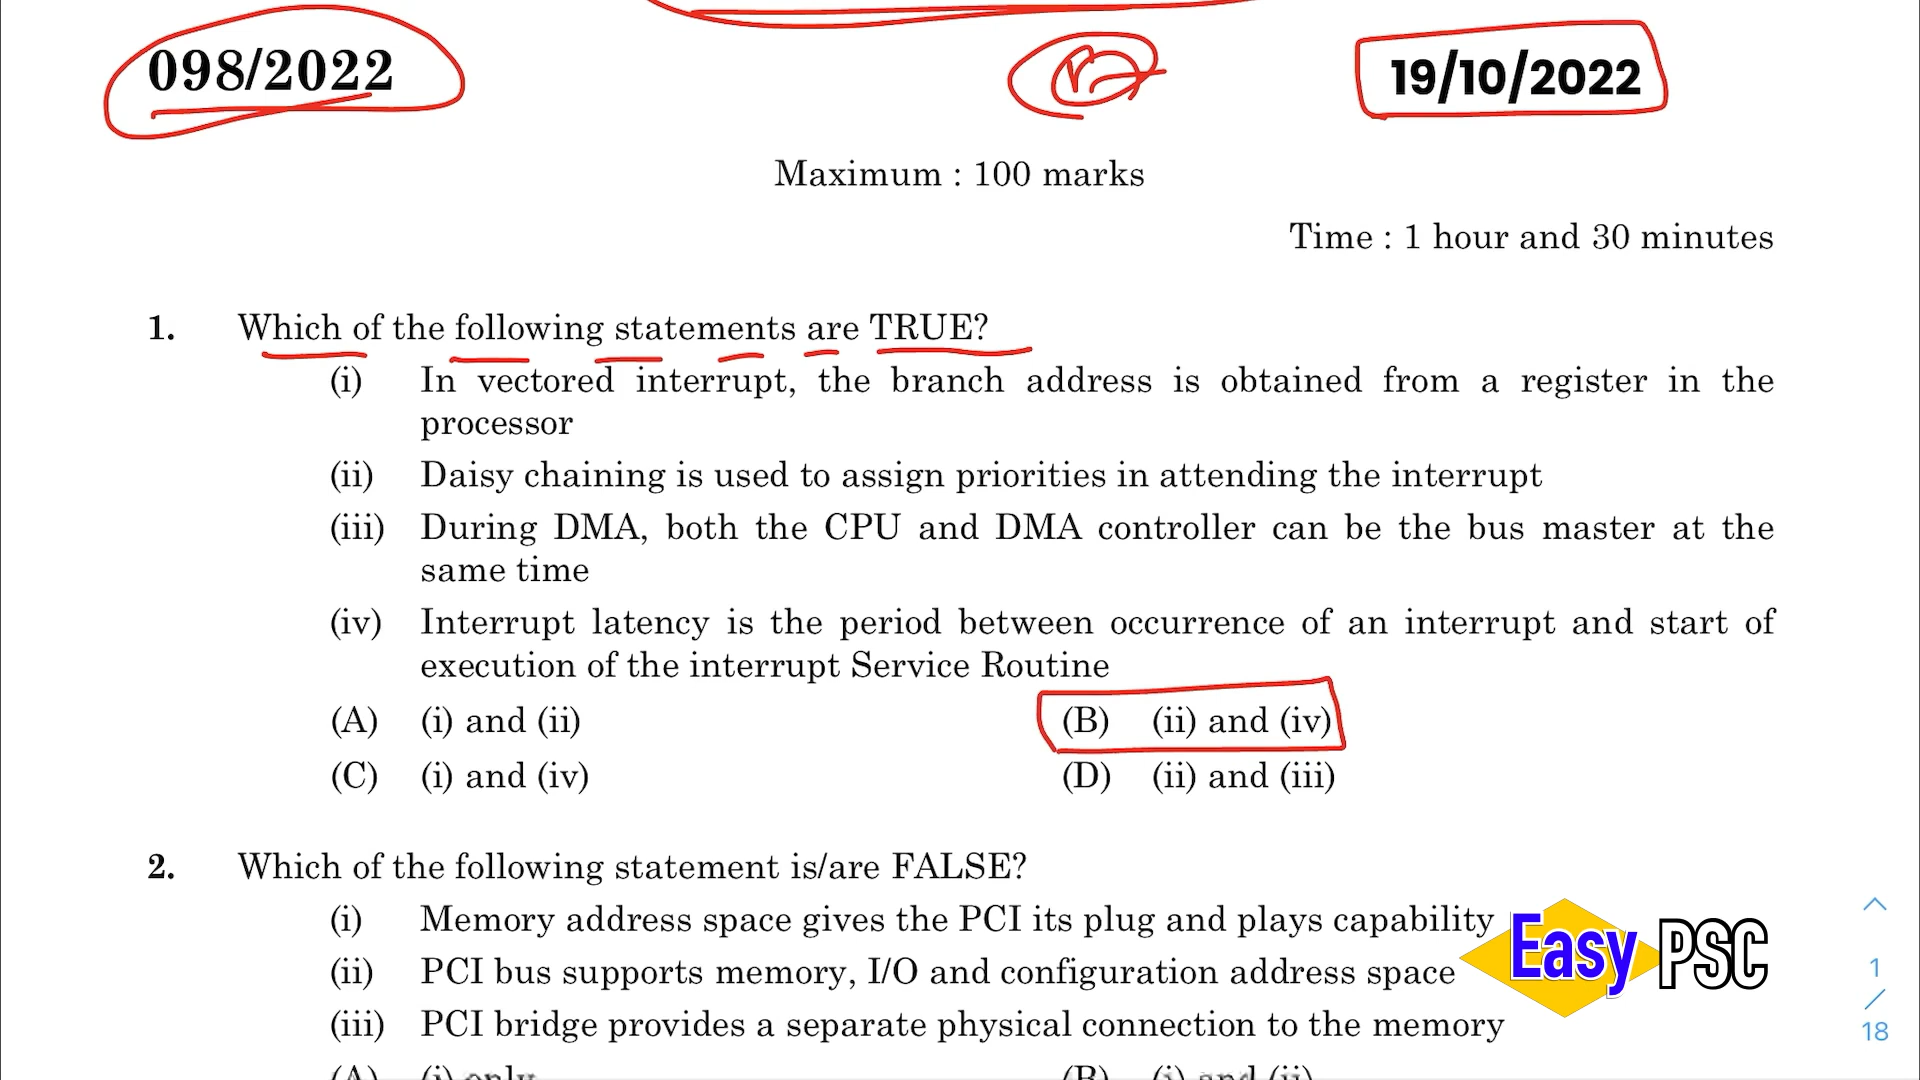 098/2022
19/10/2022
Maximum : 100 marks
Time : 1 hour and 30 minutes
1. Which of the following statements are TRUE?
(i) In vectored interrupt, the branch address is obtained from a register in the
processor
(ii) Daisy chaining is used to assign priorities in attending the interrupt
(iii) During DMA, both the CPU and DMA controller can be the bus master at the
same time
(iv) Interrupt latency is the period between occurrence of an interrupt and start of
execution of the interrupt Service Routine
(A) (i) and (ii) (B) (ii) and (iv)
(C) (i) and (iv) (D) (ii) and (iii)
2. Which of the following statement is/are FALSE?
(i) Memory address space gives the PCI its plug and plays capability
(ii) PCI bus supports memory, I/O and configuration address space
(iii) PCI bridge provides a separate physical connection to the memory
(A) (i) only (B) (i) and (ii)
Easy PSC
1
/
18